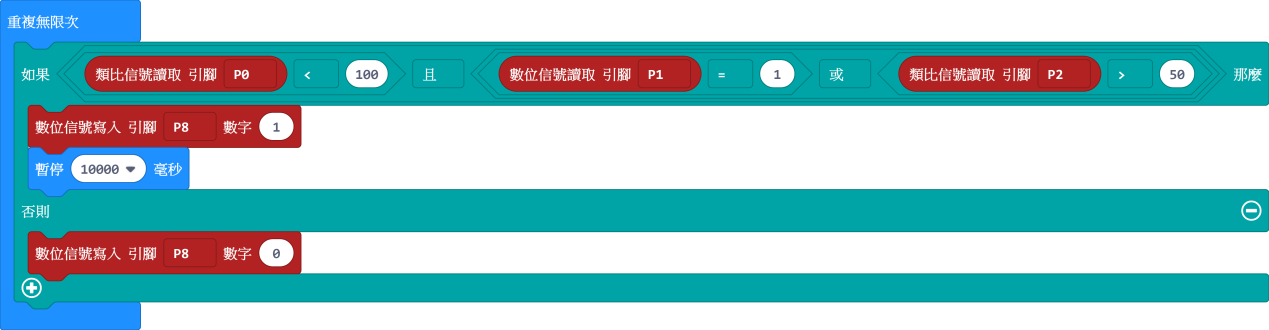 重複無限次
如果 類比信號讀取 引腳 P0 < 100 且 數位信號讀取 引腳 P1 = 1 或 類比信號讀取 引腳 P2 > 50 那麼
數位信號寫入 引腳 P8 數字 1
暫停 10000 毫秒
否則
數位信號寫入 引腳 P8 數字 0